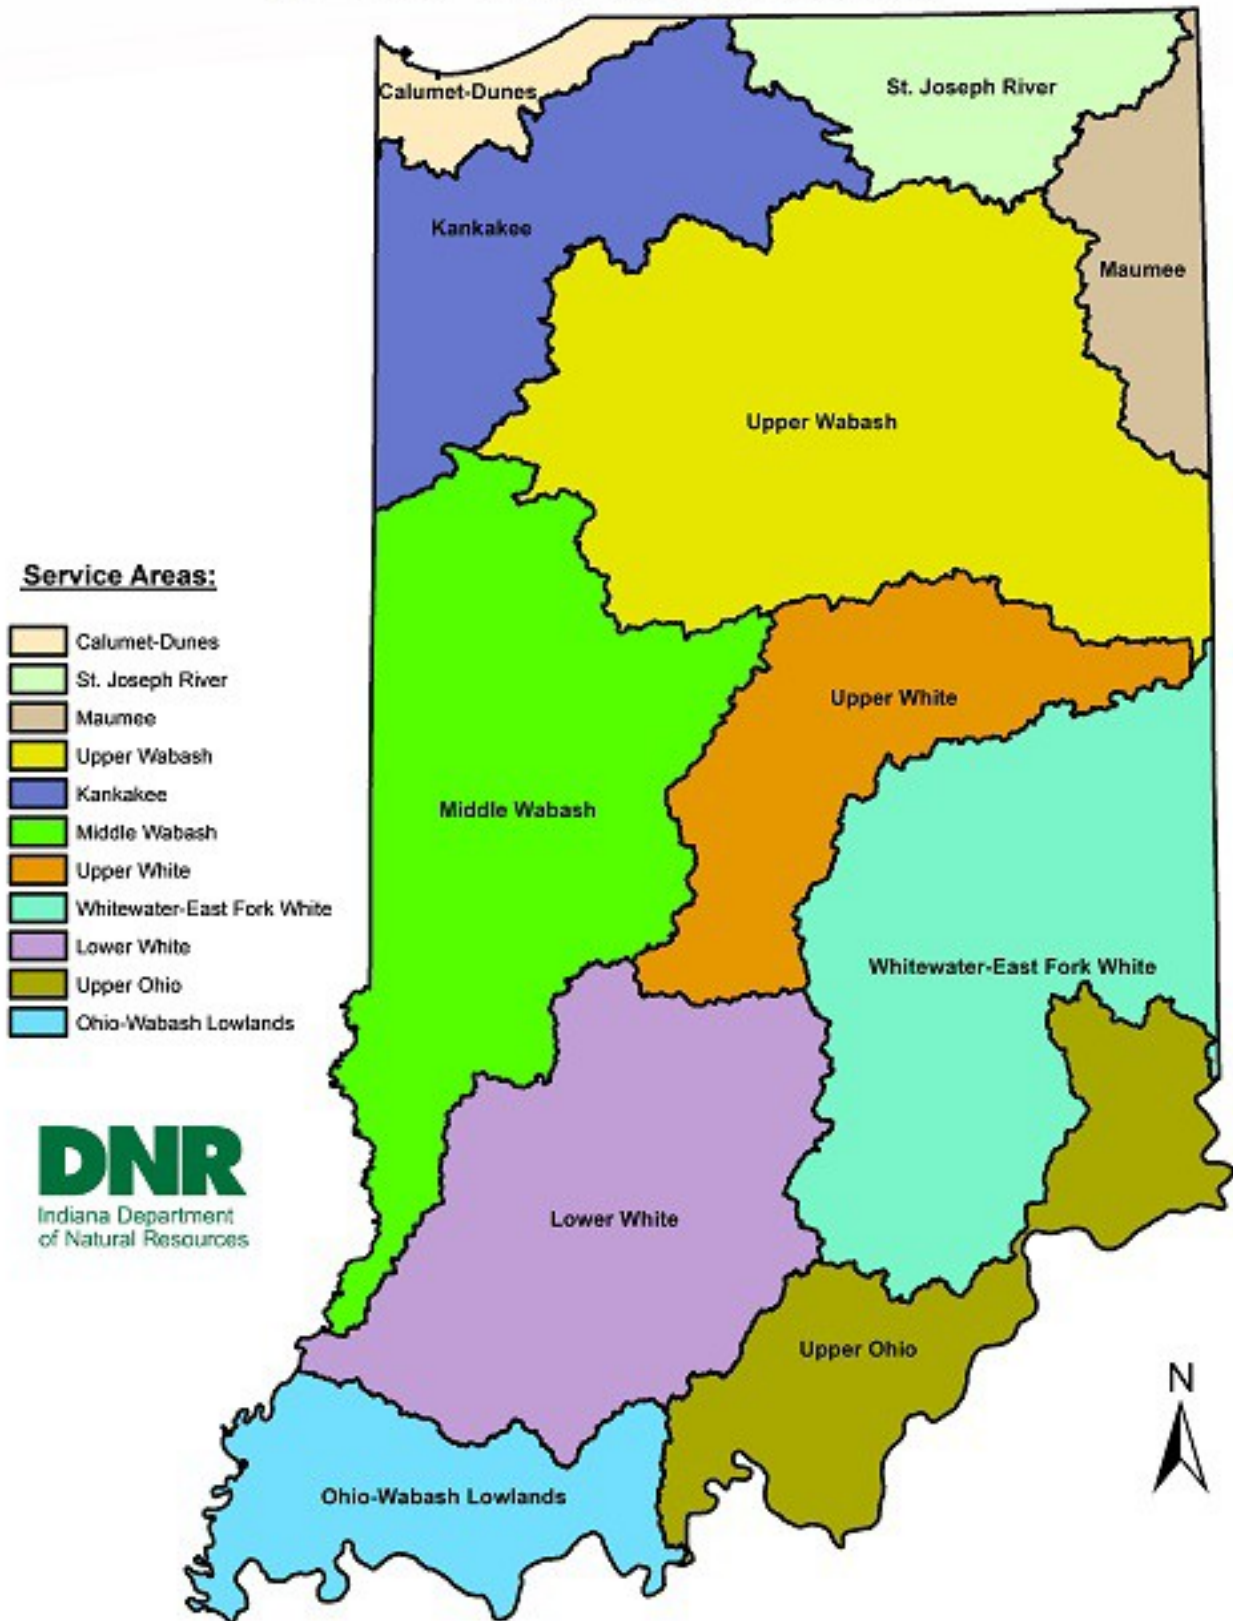 Calumet-Dunes
St. Joseph River
Kankakee
Maumee
Upper Wabash
Service Areas:
Calumet-Dunes
St. Joseph River
Maumee
Upper Wabash
Kankakee
Middle Wabash
Upper White
Whitewater-East Fork White
Lower White
Upper Ohio
Ohio-Wabash Lowlands
Upper White
Middle Wabash
Whitewater-East Fork White
DNR
Indiana Department
of Natural Resources
Lower White
Upper Ohio
N
Ohio-Wabash Lowlands